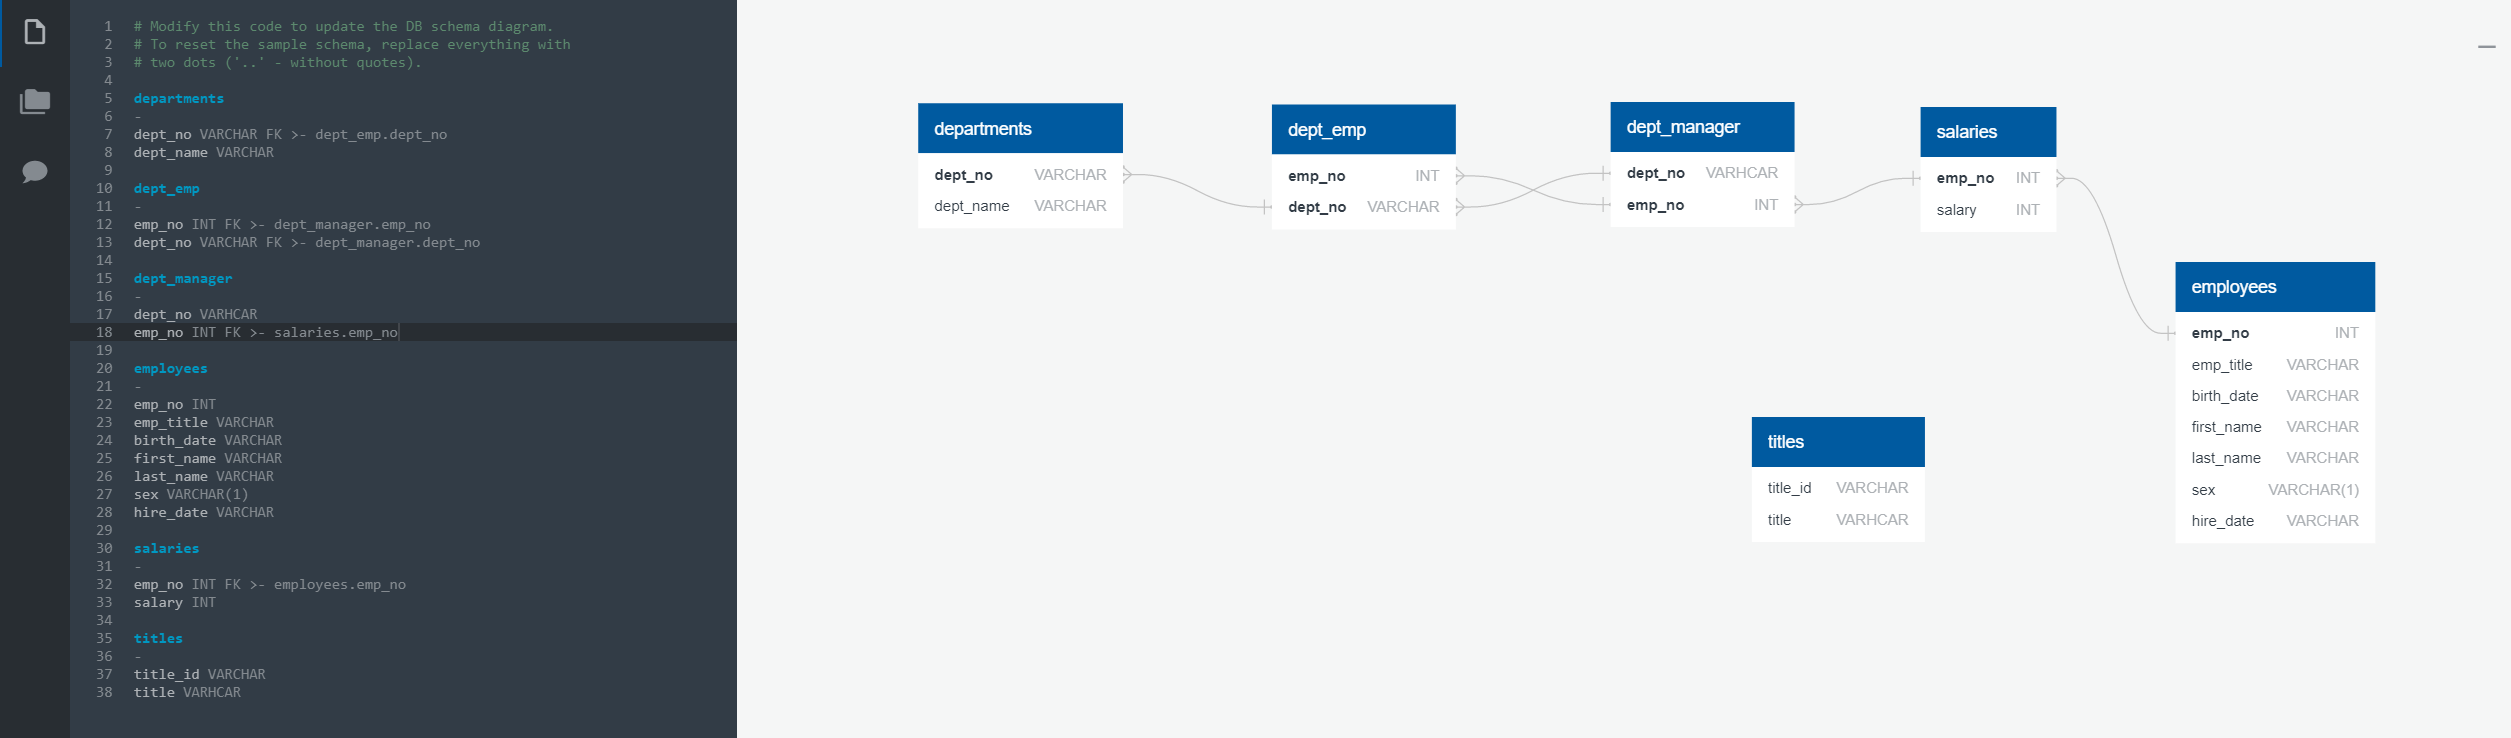 1 # Modify this code to update the DB schema diagram.
2 # To reset the sample schema, replace everything with
3 # two dots ('..' - without quotes).
4
5 departments
6 -
7 dept_no VARCHAR FK >- dept_emp.dept_no
8 dept_name VARCHAR
9
10 dept_emp
11 -
12 emp_no INT FK >- dept_manager.emp_no
13 dept_no VARCHAR FK >- dept_manager.dept_no
14
15 dept_manager
16 -
17 dept_no VARHCAR
18 emp_no INT FK >- salaries.emp_no
19
20 employees
21 -
22 emp_no INT
23 emp_title VARCHAR
24 birth_date VARCHAR
25 first_name VARCHAR
26 last_name VARCHAR
27 sex VARCHAR(1)
28 hire_date VARCHAR
29
30 salaries
31 -
32 emp_no INT FK >- employees.emp_no
33 salary INT
34
35 titles
36 -
37 title_id VARCHAR
38 title VARHCAR
departments
dept_no VARCHAR
dept_name VARCHAR
dept_emp
emp_no INT
dept_no VARCHAR
dept_manager
dept_no VARHCAR
emp_no INT
salaries
emp_no INT
salary INT
employees
emp_no INT
emp_title VARCHAR
birth_date VARCHAR
first_name VARCHAR
last_name VARCHAR
sex VARCHAR(1)
hire_date VARCHAR
titles
title_id VARCHAR
title VARHCAR